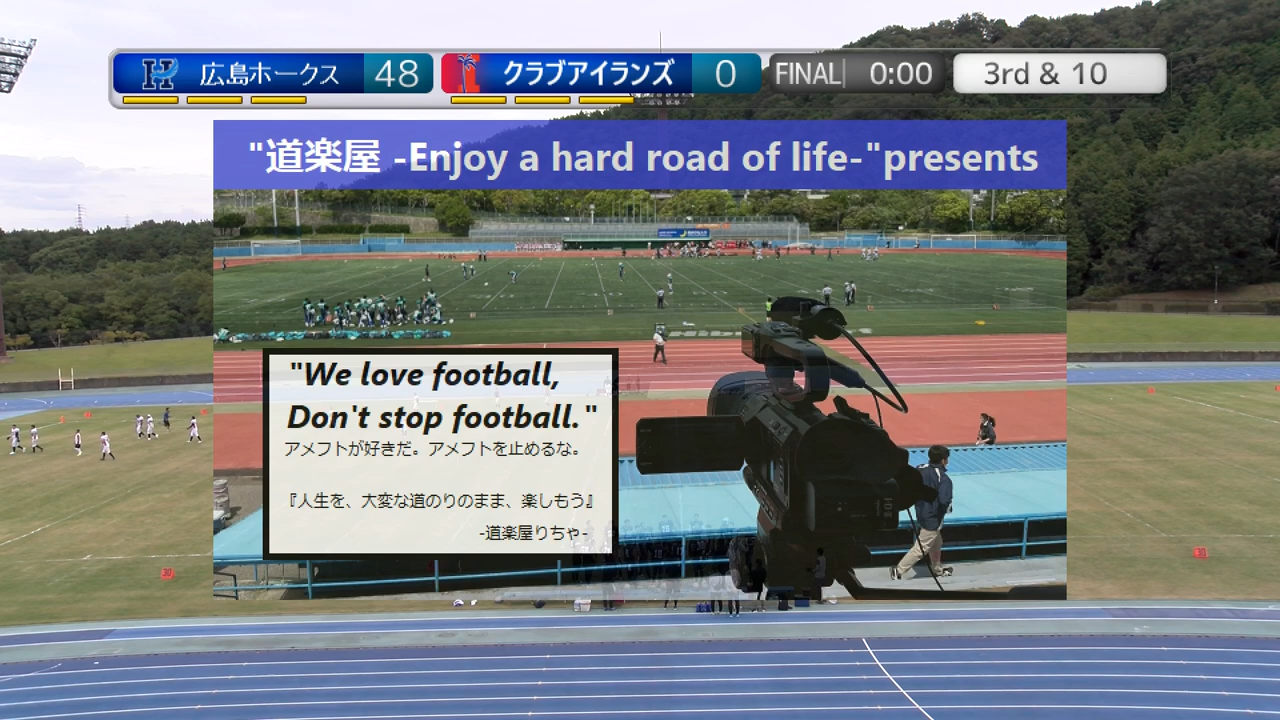 広島ホークス 48 クラブアイランズ 0 FINAL 0:00 3rd & 10
"道楽屋 -Enjoy a hard road of life-"presents
"We love football,
Don't stop football."
アメフトが好きだ。アメフトを止めるな。
『人生を、大変な道のりのまま、楽しもう』
-道楽屋りちゃ-
30